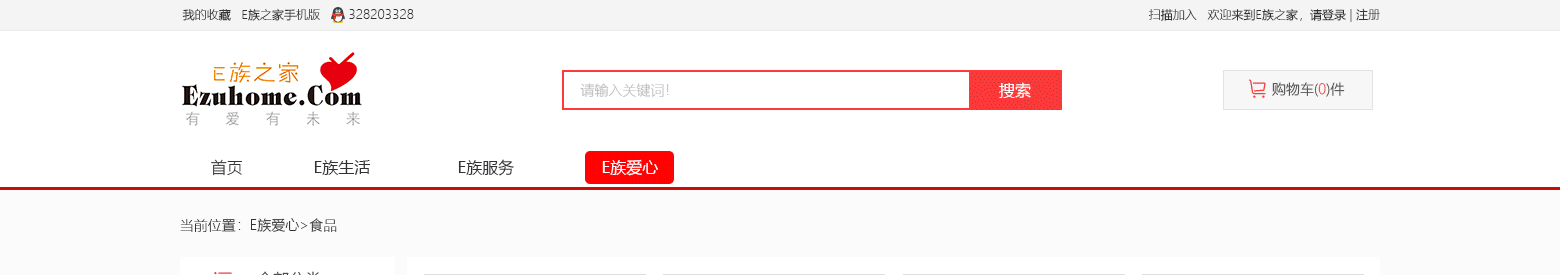 我的收藏 E族之家手机版 328203328 扫描加入 欢迎来到E族之家，请登录 | 注册
E族之家
Ezuhome.Com
有爱有未来
请输入关键词！ 搜索 购物车(0)件
首页 E族生活 E族服务 E族爱心
当前位置：E族爱心>食品
全部分类